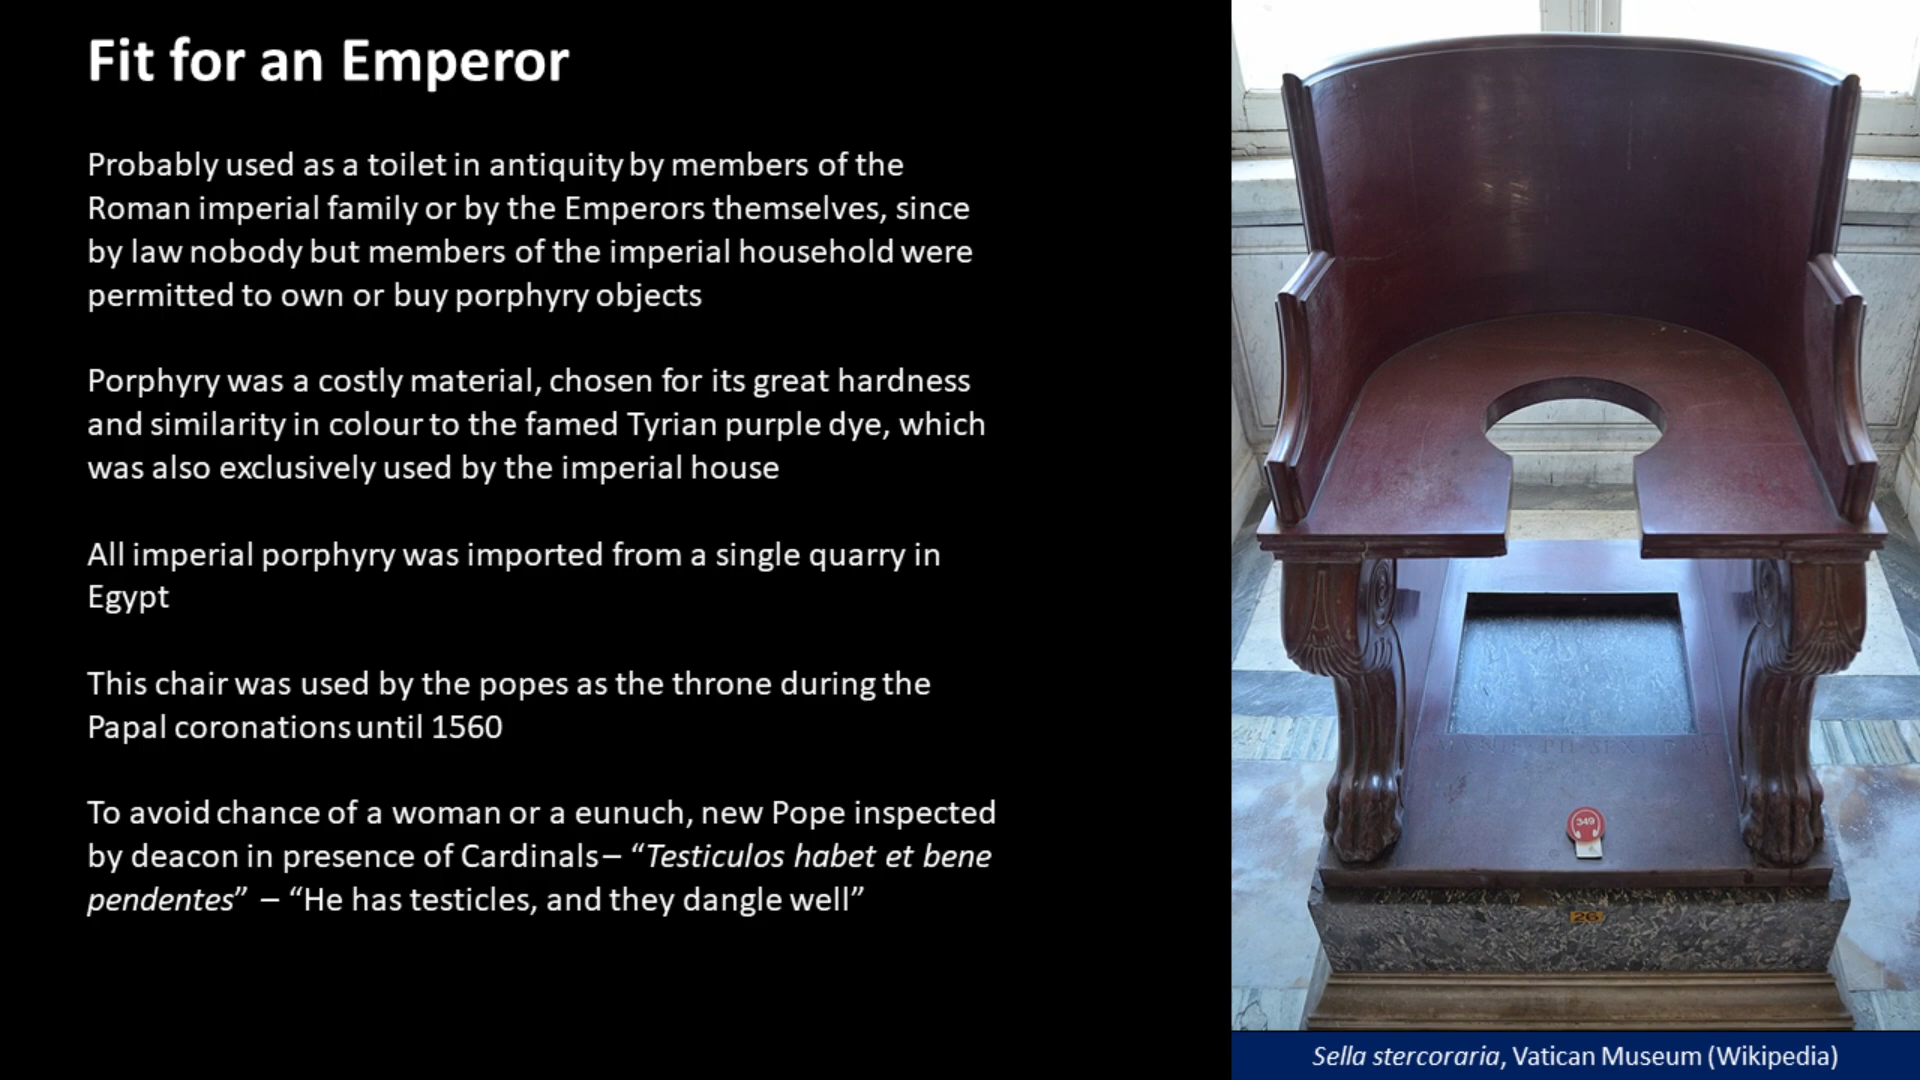 Fit for an Emperor
Probably used as a toilet in antiquity by members of the
Roman imperial family or by the Emperors themselves, since
by law nobody but members of the imperial household were
permitted to own or buy porphyry objects
Porphyry was a costly material, chosen for its great hardness
and similarity in colour to the famed Tyrian purple dye, which
was also exclusively used by the imperial house
All imperial porphyry was imported from a single quarry in
Egypt
This chair was used by the popes as the throne during the
Papal coronations until 1560
To avoid chance of a woman or a eunuch, new Pope inspected
by deacon in presence of Cardinals – “Testiculos habet et bene
pendentes” – “He has testicles, and they dangle well”
349
26
Sella stercoraria, Vatican Museum (Wikipedia)